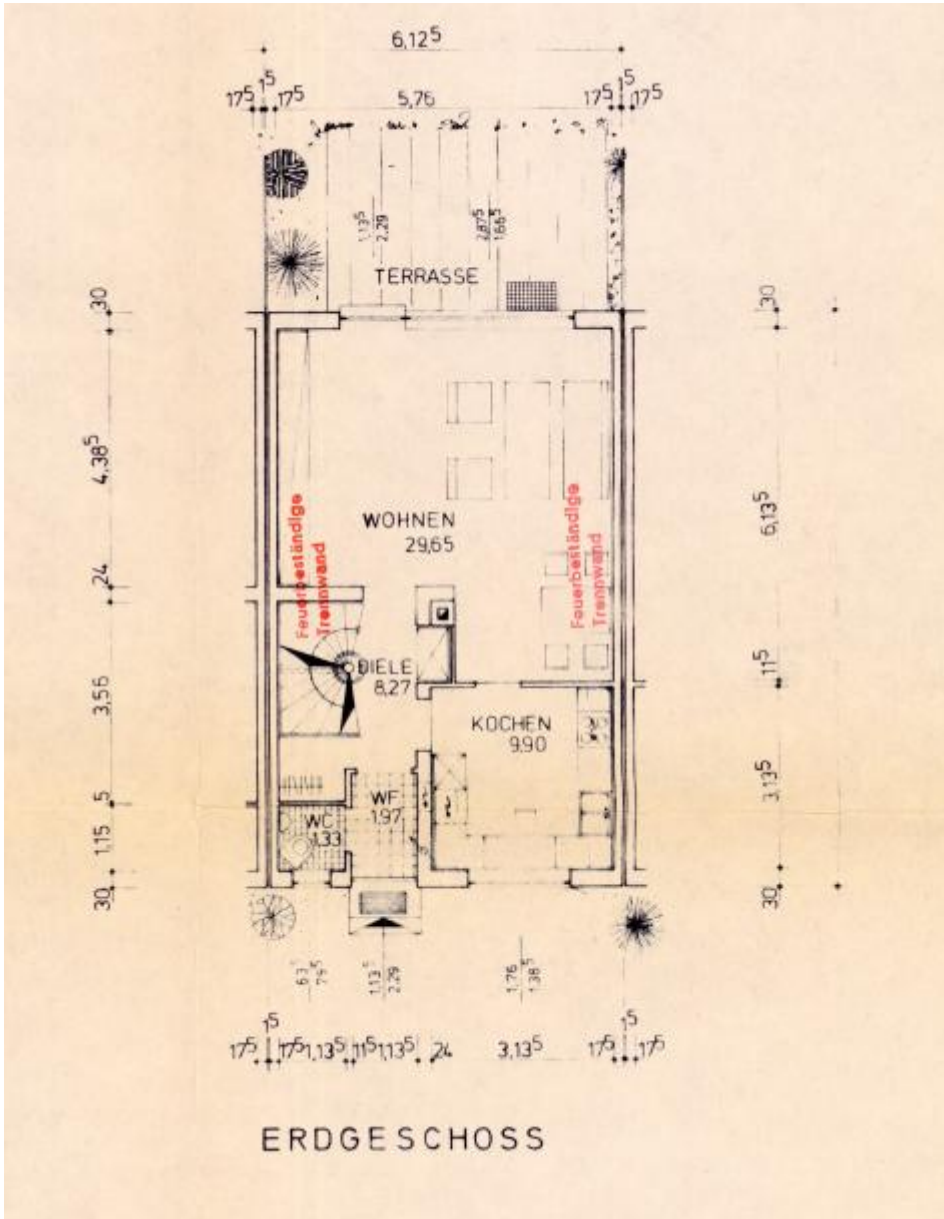 6,12⁵
17⁵ 1⁵ 17⁵ 5,76 17⁵ 1⁵ 17⁵
1,13⁵
2,29
2,87⁵
1,66⁵
TERRASSE
30
4,38⁵
24
3,56
5
1,15
30
30
6,13⁵
11⁵
3,13⁵
30
Feuerbeständige
Trennwand
WOHNEN
29,65
Feuerbeständige
Trennwand
DIELE
8,27
KOCHEN
9,90
WF
1,97
WC
1,33
1,13⁵
2,29
1,76
1,38⁵
17⁵ 1⁵ 17⁵ 1,13⁵ 11⁵ 1,13⁵ 24 3,13⁵ 17⁵ 1⁵ 17⁵
ERDGESCHOSS